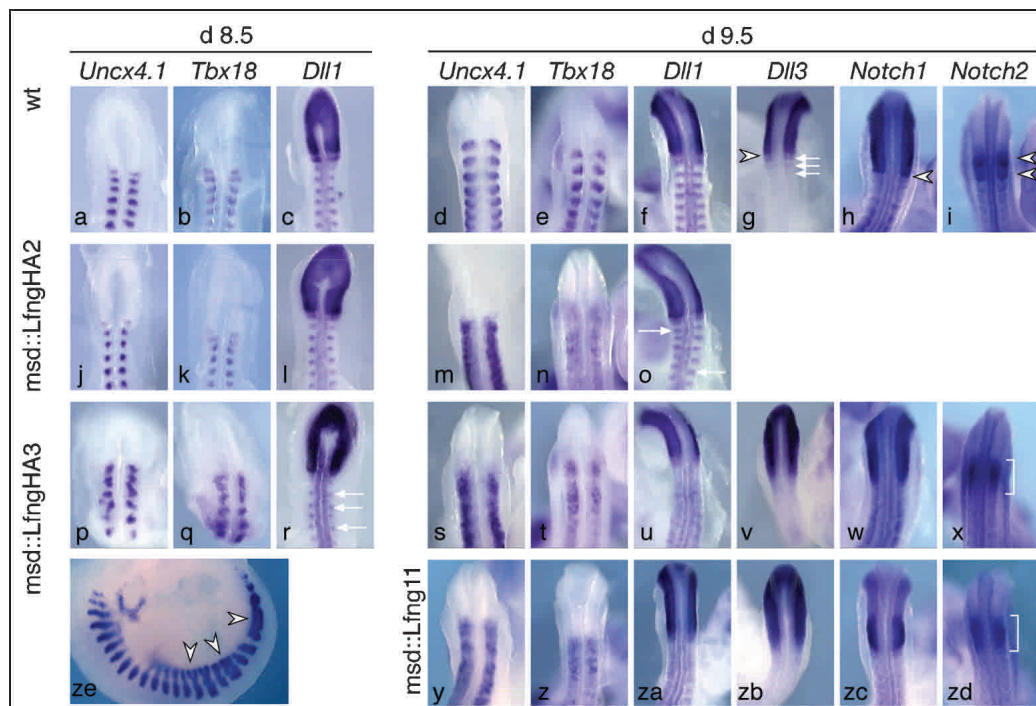 d 8.5 d 9.5
Uncx4.1 Tbx18 Dll1 Uncx4.1 Tbx18 Dll1 Dll3 Notch1 Notch2
wt
a b c d e f g h i
msd::LfngHA2
j k l m n o
msd::LfngHA3
p q r s t u v w x
msd::Lfng11
ze y z za zb zc zd